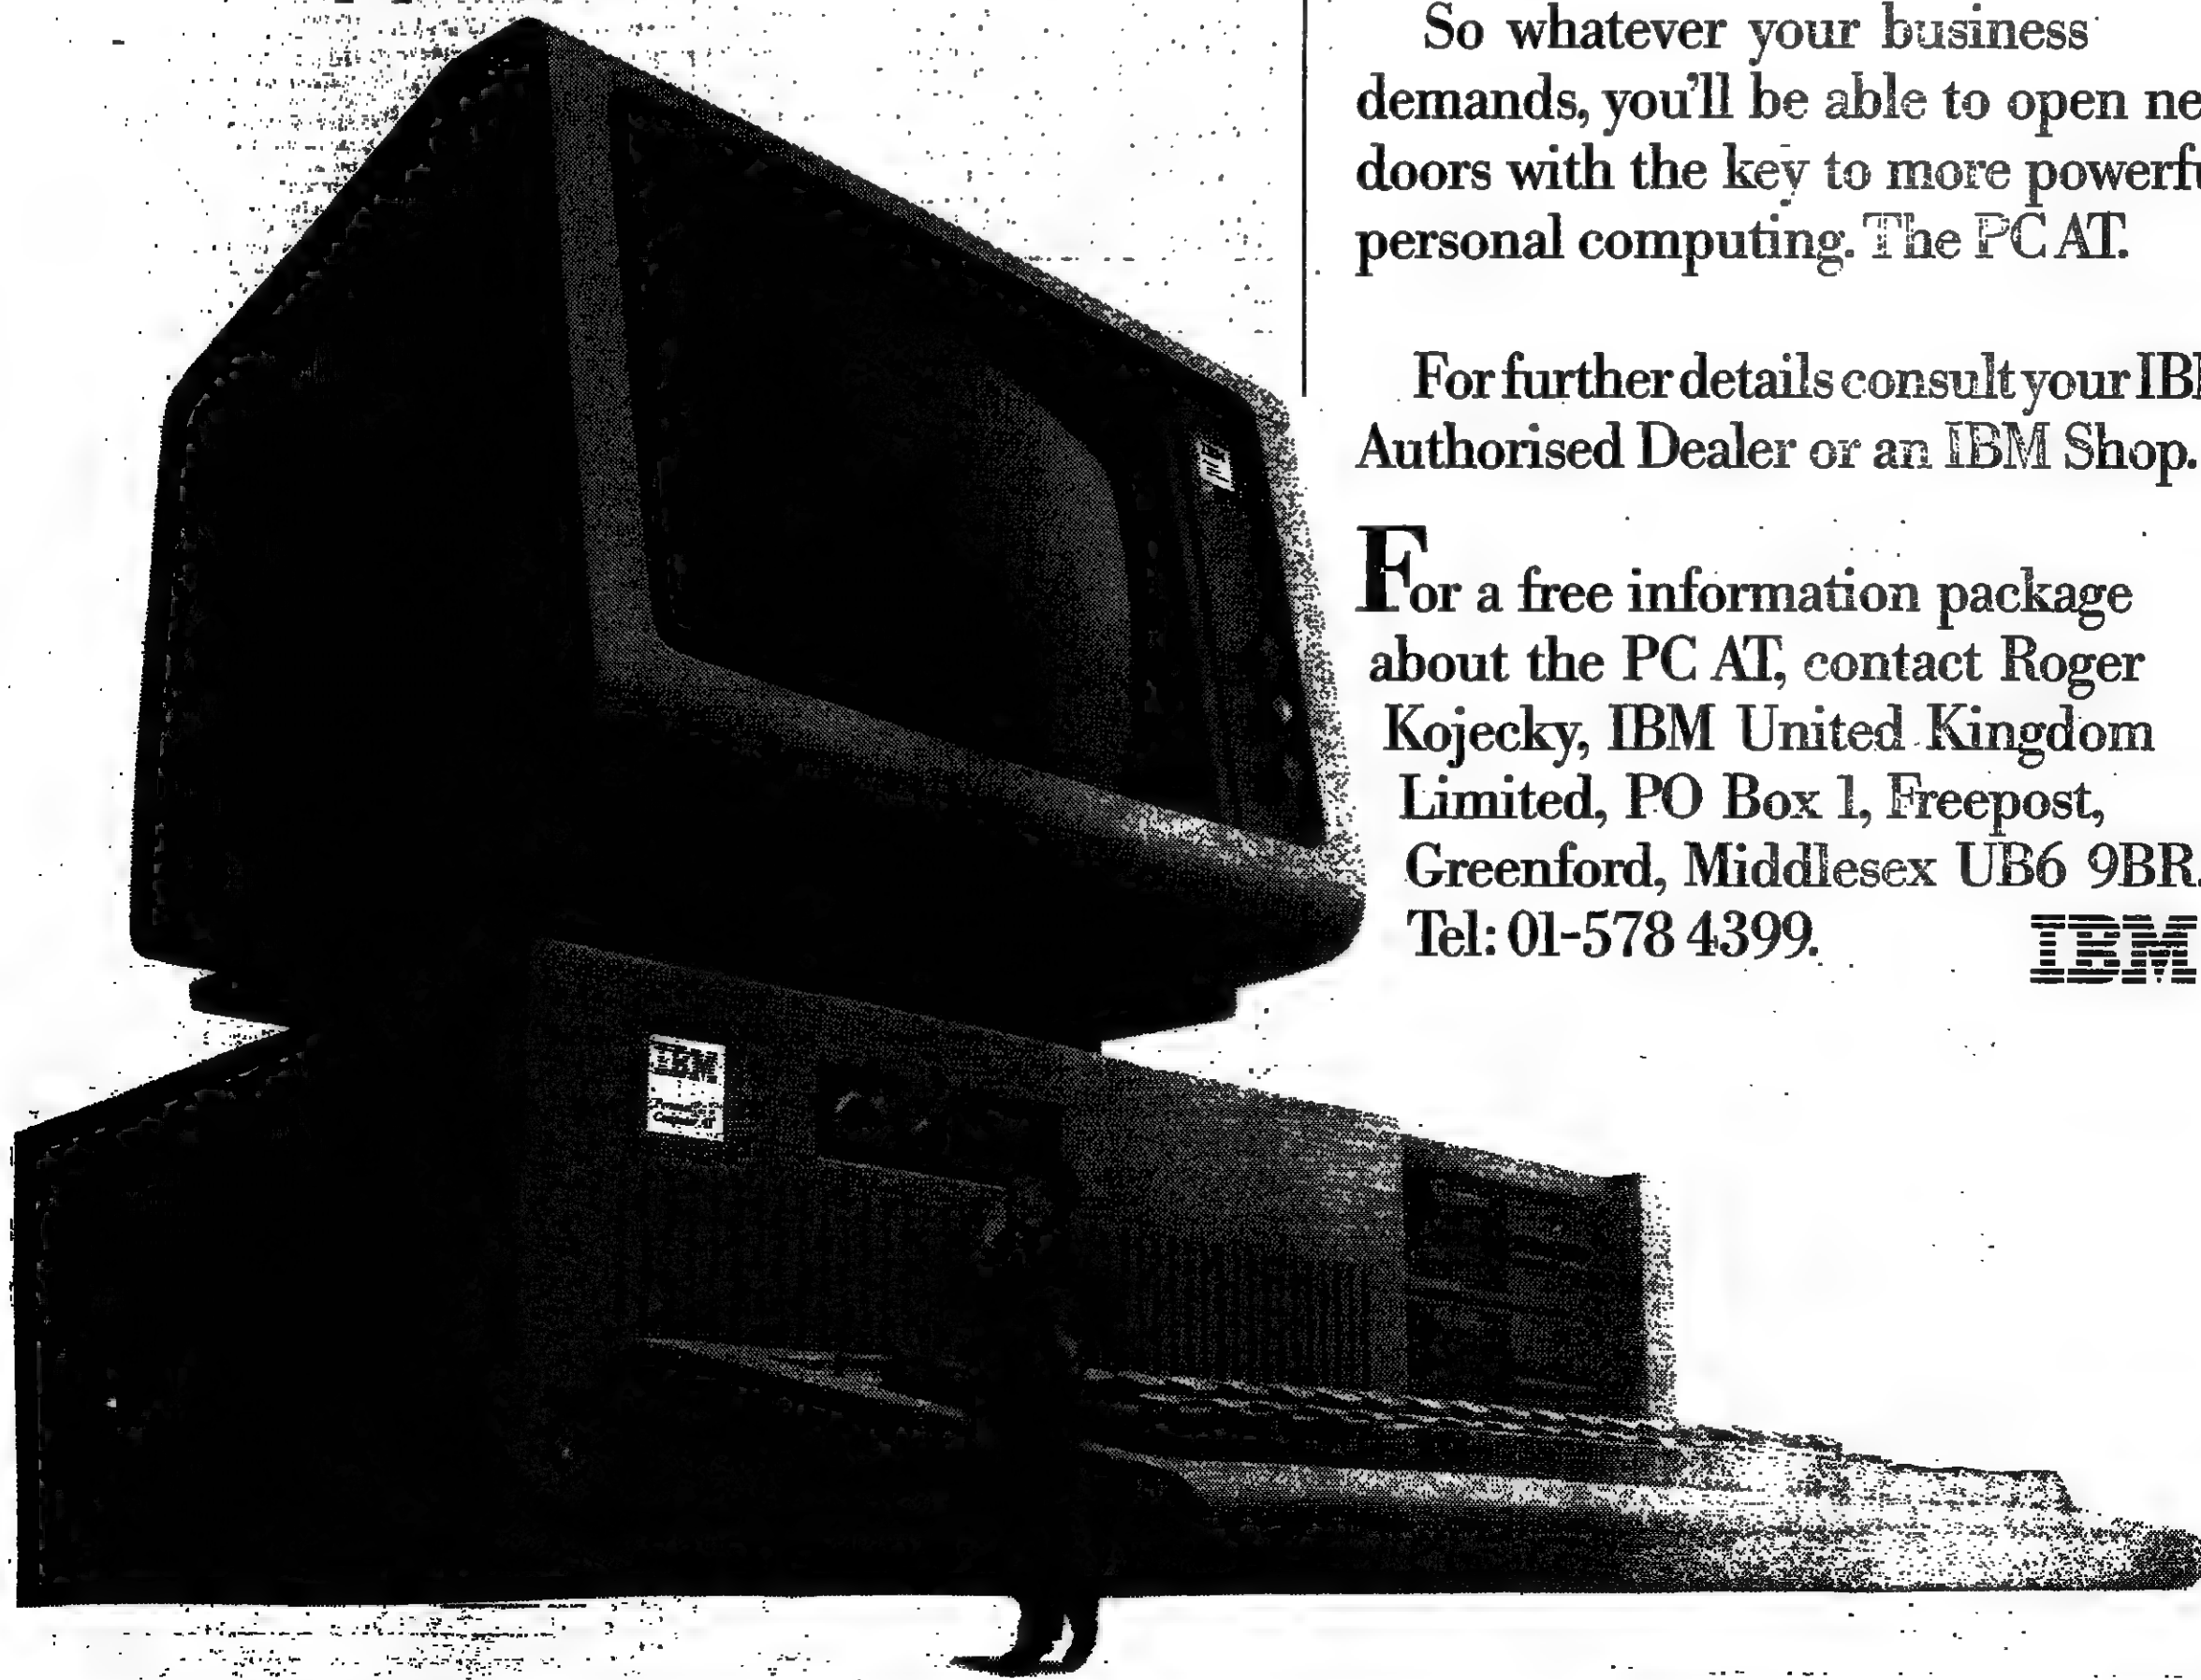 So whatever your business
demands, you'll be able to open ne
doors with the key to more powerfu
personal computing. The PC AT.
For further details consult your IB
Authorised Dealer or an IBM Shop.
For a free information package
about the PC AT, contact Roger
Kojecky, IBM United Kingdom
Limited, PO Box 1, Freepost,
Greenford, Middlesex UB6 9BR.
Tel: 01-578 4399.
IBM
IBM
Personal
Computer AT